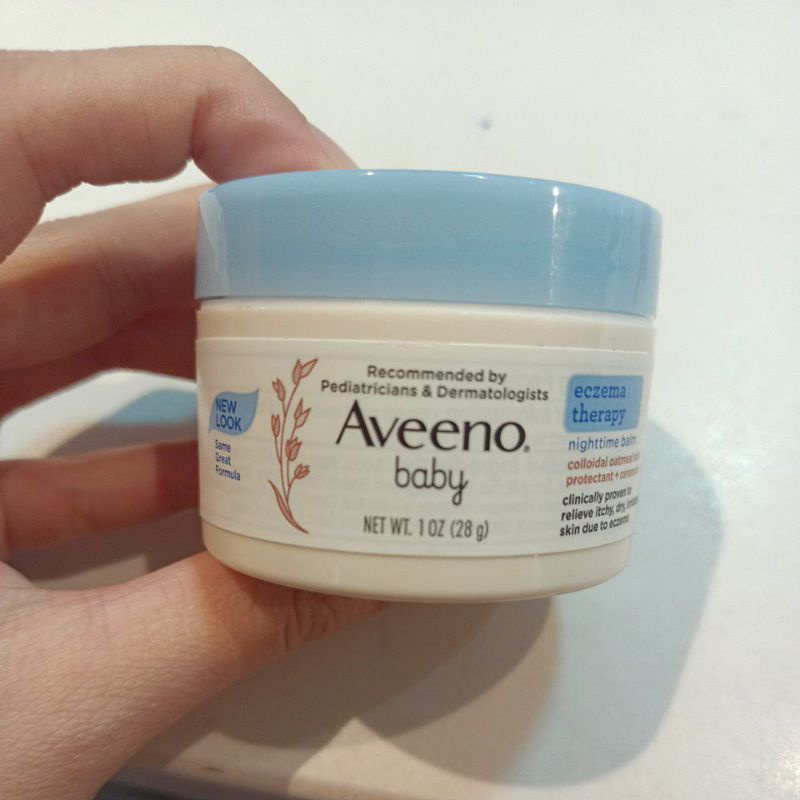 NEW
LOOK
Same
Great
Formula
Recommended by
Pediatricians & Dermatologists
Aveeno®
baby
NET WT. 1 OZ (28 g)
eczema
therapy
nighttime balm
colloidal oatmeal
protectant +
clinically proven to
relieve itchy, dry,
skin due to eczema